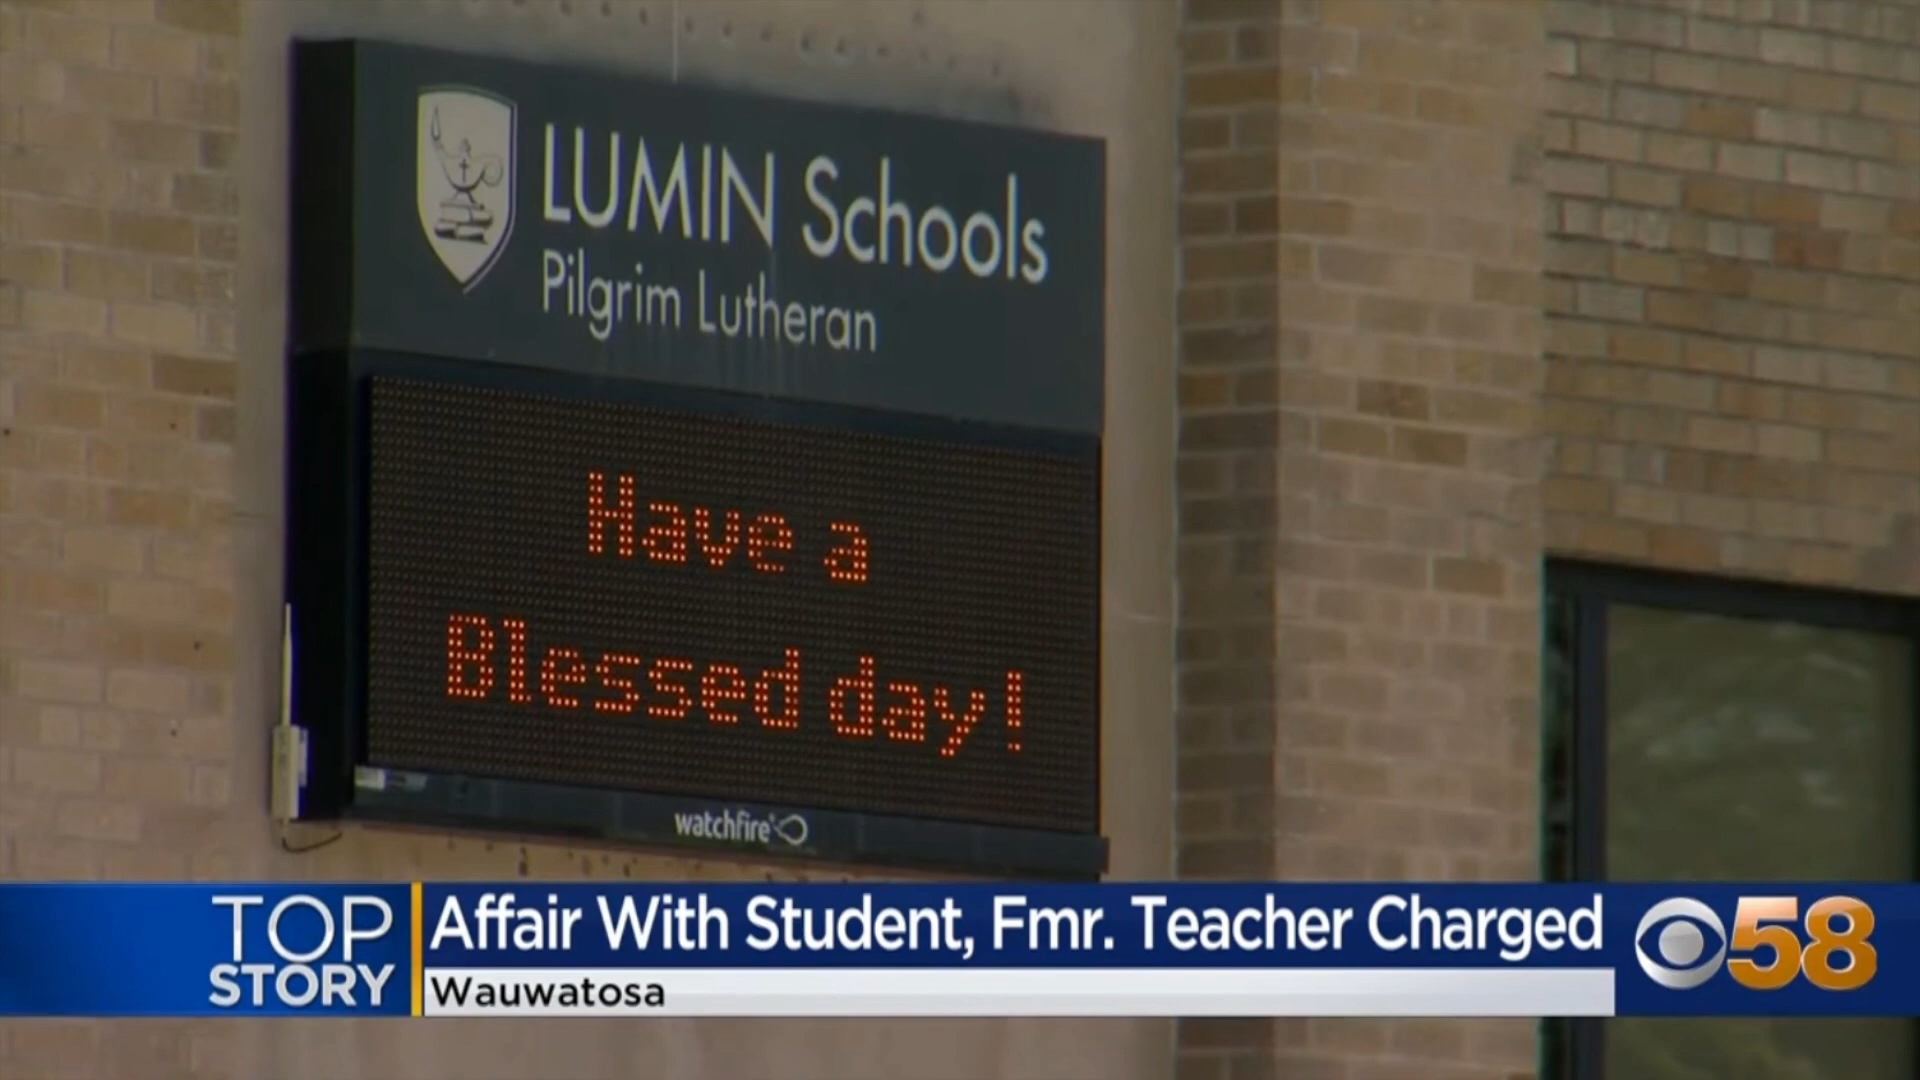 LUMIN Schools
Pilgrim Lutheran
Have a
Blessed day!
watchfire
TOP
STORY
Affair With Student, Fmr. Teacher Charged
Wauwatosa
58